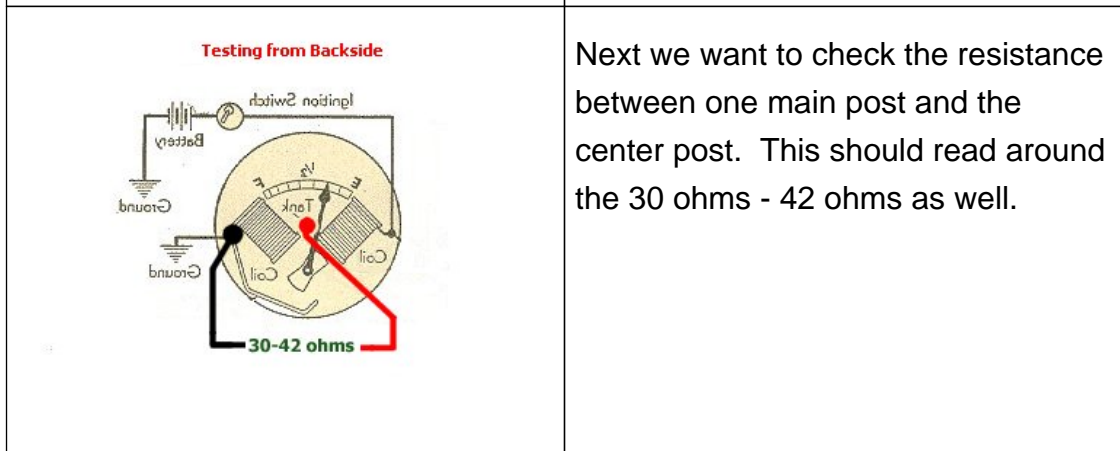 Testing from Backside
Ignition Switch
Battery
Ground
F
1/2
E
Tank
Ground
Coil
Coil
30-42 ohms
Next we want to check the resistance
between one main post and the
center post. This should read around
the 30 ohms - 42 ohms as well.